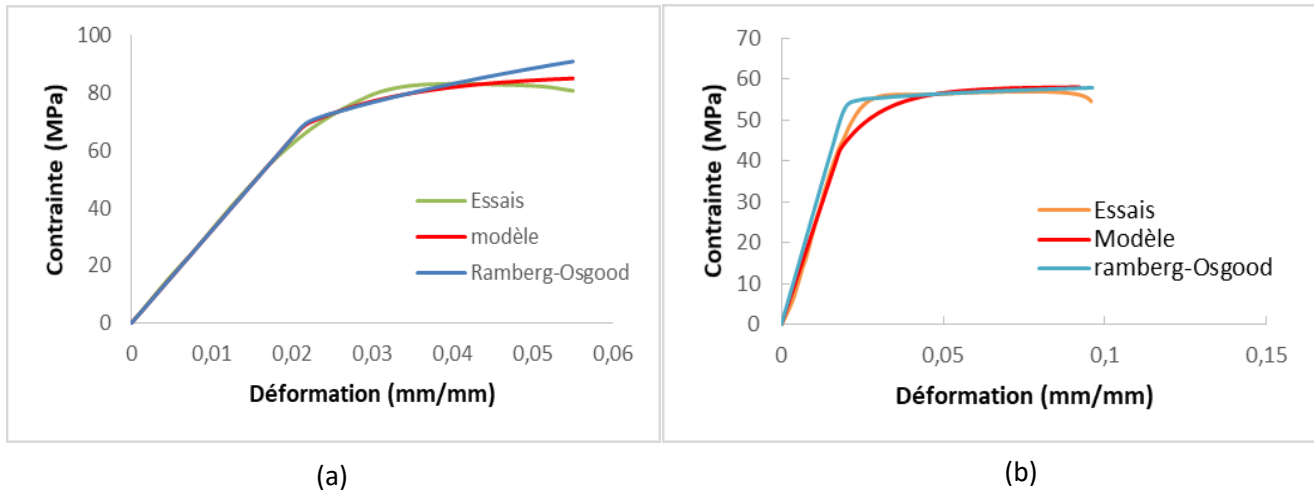 Contrainte (MPa)
100
80
60
40
20
0
0 0,01 0,02 0,03 0,04 0,05 0,06
Déformation (mm/mm)
Essais
modèle
Ramberg-Osgood
(a)
Contrainte (MPa)
70
60
50
40
30
20
10
0
0 0,05 0,1 0,15
Déformation (mm/mm)
Essais
Modèle
ramberg-Osgood
(b)